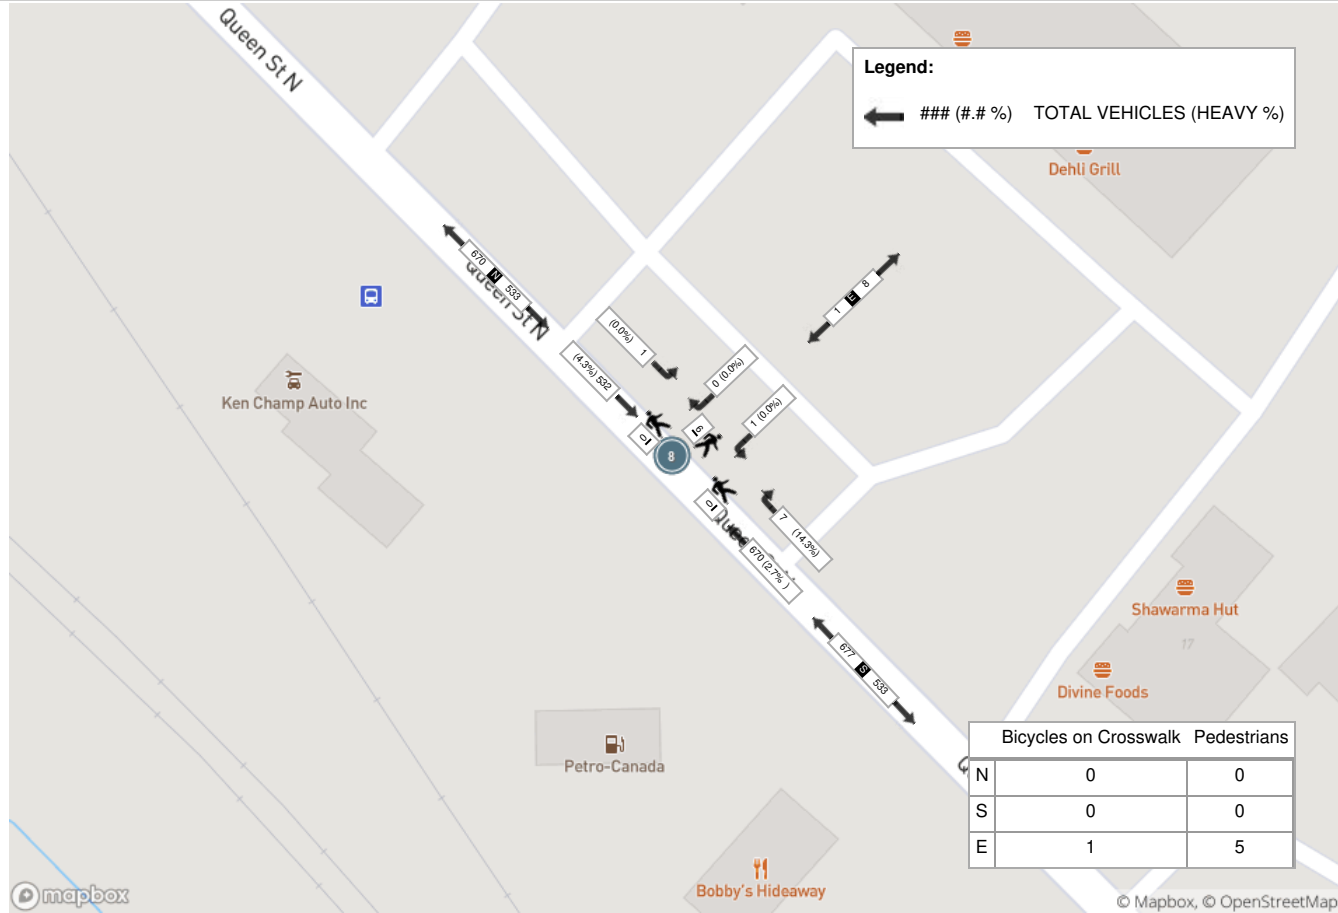 Queen St N
Legend:
### (#.# %) TOTAL VEHICLES (HEAVY %)
Dehli Grill
670 N 533
Queen St N
1 E 8
(0.0%) 1
(4.3%) 532
0 (0.0%)
1 (0.0%)
Ken Champ Auto Inc
0
6
8
0
7 (14.3%)
670 (2.7% )
Shawarma Hut
17
677 S 533
Divine Foods
Petro-Canada
Bicycles on Crosswalk Pedestrians
N 0 0
S 0 0
E 1 5
Bobby's Hideaway
mapbox
© Mapbox, © OpenStreetMap